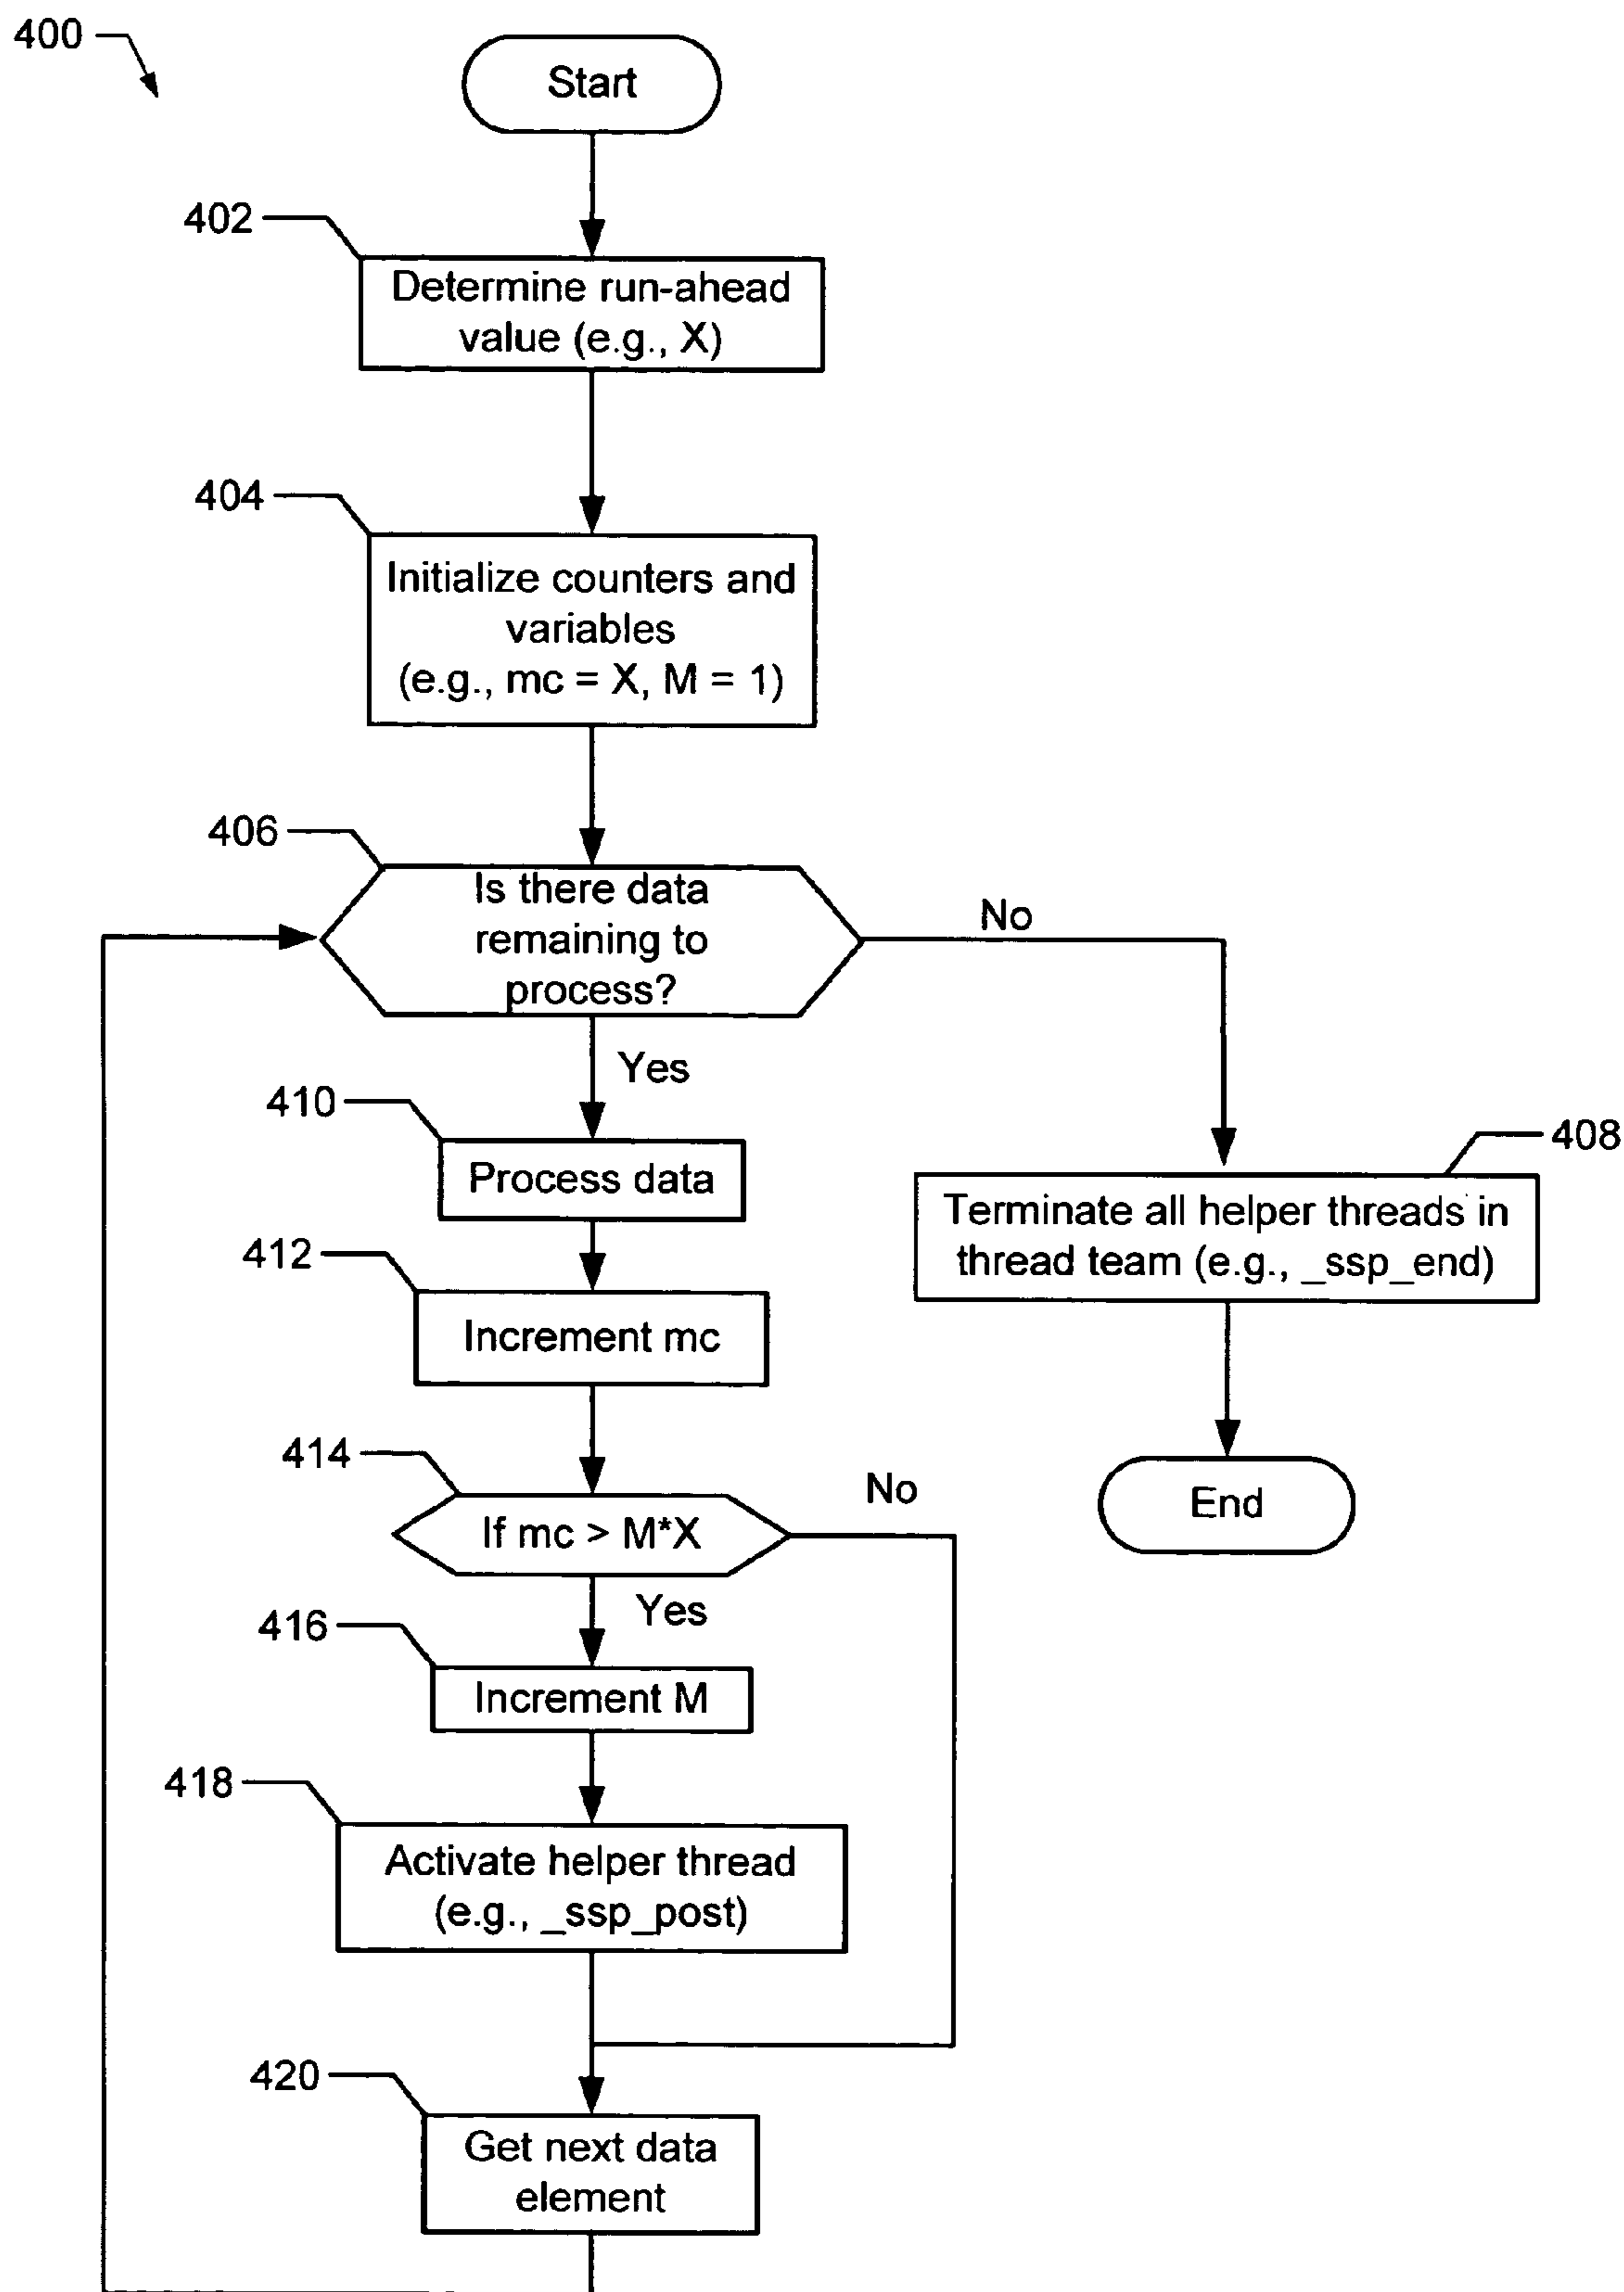 400
Start
402
Determine run-ahead
value (e.g., X)
404
Initialize counters and
variables
(e.g., mc = X, M = 1)
406
Is there data
remaining to
process?
No
Yes
410
Process data
408
Terminate all helper threads in
thread team (e.g., _ssp_end)
412
Increment mc
414
If mc > M*X
No
End
Yes
416
Increment M
418
Activate helper thread
(e.g., _ssp_post)
420
Get next data
element